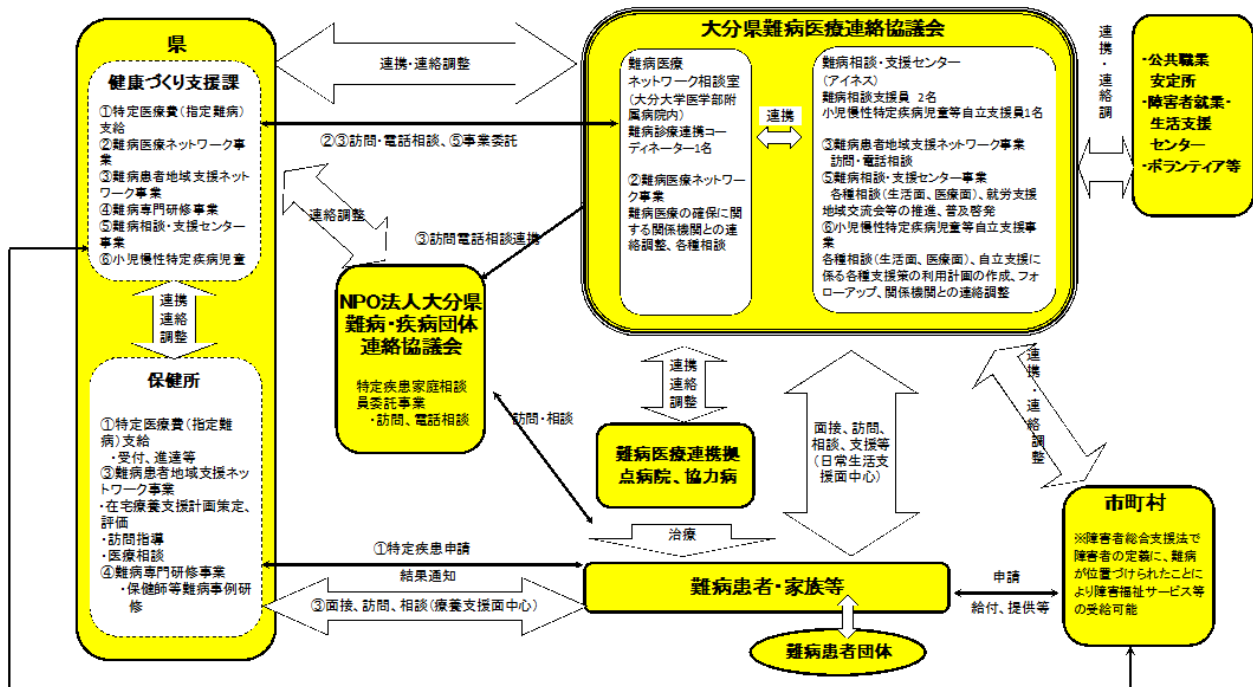 県
健康づくり支援課
①特定医療費(指定難病)
支給
②難病医療ネットワーク事
業
③難病患者地域支援ネット
ワーク事業
④難病専門研修事業
⑤難病相談・支援センター
事業
⑥小児慢性特定疾病児童
連携
連絡
調整
保健所
①特定医療費(指定難
病)支給
・受付、進達等
③難病患者地域支援ネッ
トワーク事業
・在宅療養支援計画策定、
評価
・訪問指導
・医療相談
④難病専門研修事業
・保健師等難病事例研
修
連携・連絡調整
②③訪問・電話相談、⑤事業委託
連絡調整
③訪問電話相談連携
NPO法人大分県
難病・疾病団体
連絡協議会
特定疾患家庭相談
員委託事業
・訪問、電話相談
訪問・相談
大分県難病医療連絡協議会
難病医療
ネットワーク相談室
(大分大学医学部附
属病院内)
難病診療連携コー
ディネーター1名
②難病医療ネットワー
ク事業
難病医療の確保に関
する関係機関との連
絡調整、各種相談
連携
難病相談・支援センター
(アイネス)
難病相談支援員 2名
小児慢性特定疾病児童等自立支援員1名
③難病患者地域支援ネットワーク事業
訪問・電話相談
⑤難病相談・支援センター事業
各種相談(生活面、医療面)、就労支援
地域交流会等の推進、普及啓発
⑥小児慢性特定疾病児童等自立支援事
業
各種相談(生活面、医療面)、自立支援に
係る各種支援策の利用計画の作成、フォ
ローアップ、関係機関との連絡調整
連携・連絡調
・公共職業
安定所
・障害者就業・
生活支援
センター
・ボランティア等
連携
連絡
調整
難病医療連携拠
点病院、協力病
治療
面接、訪問、
相談、支援等
(日常生活支
援面中心)
連携・連絡調整
市町村
※障害者総合支援法で
障害者の定義に、難病
が位置づけられたことに
より障害福祉サービス等
の受給可能
①特定疾患申請
結果通知
③面接、訪問、相談(療養支援面中心)
難病患者・家族等
申請
給付、提供等
難病患者団体